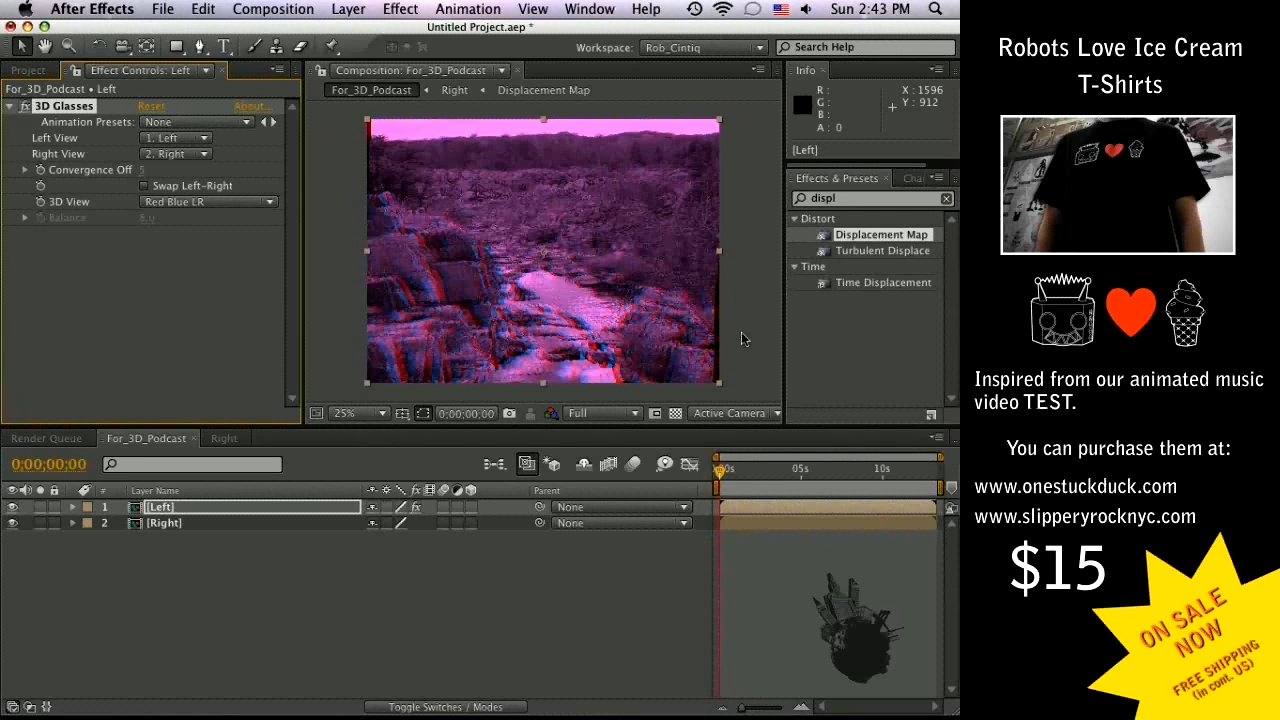 After Effects File Edit Composition Layer Effect Animation View Window Help Sun 2:43 PM
Untitled Project.aep *
Workspace: Rob_Cintiq Search Help
Project Effect Controls: Left Composition: For_3D_Podcast Info
For_3D_Podcast • Left
For_3D_Podcast Right Displacement Map
R : X : 1596
G : Y : 912
B :
A : 0
[Left]
fx 3D Glasses Reset About...
Animation Presets: None
Left View 1. Left
Right View 2. Right
Convergence Off 5
Swap Left-Right
3D View Red Blue LR
Balance
Effects & Presets Cha
displ
Distort
Displacement Map
Turbulent Displace
Time
Time Displacement
25% 0;00;00;00 Full Active Camera
Render Queue For_3D_Podcast Right
0;00;00;00
00s 05s 10s
# Layer Name fx Parent
1 [Left] fx None
2 [Right] None
Toggle Switches / Modes
Robots Love Ice Cream
T-Shirts
Inspired from our animated music
video TEST.
You can purchase them at:
www.onestuckduck.com
www.slipperyrocknyc.com
$15
ON SALE
NOW
FREE SHIPPING
(in cont. US)